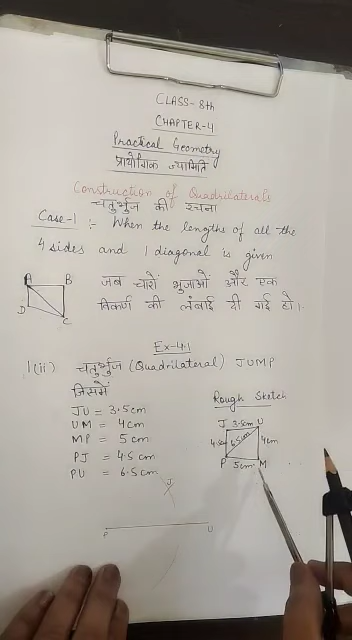 CLASS-8th
CHAPTER-4
Practical Geometry
प्रायोगिक ज्यामिति
Construction of Quadrilaterals
चतुर्भुज की रचना
Case-1 :- When the lengths of all the
4 sides and 1 diagonal is given
A B
D C
जब चारों भुजाओं और एक
विकर्ण की लंबाई दी गई हो।
Ex-4.1
1(ii) चतुर्भुज (Quadrilateral) JUMP
जिसमें
JU = 3.5cm
UM = 4cm
MP = 5cm
PJ = 4.5cm
PU = 6.5cm
Rough Sketch
J 3.5cm U
4.5cm 6.5cm 4cm
P 5cm M
J
P U